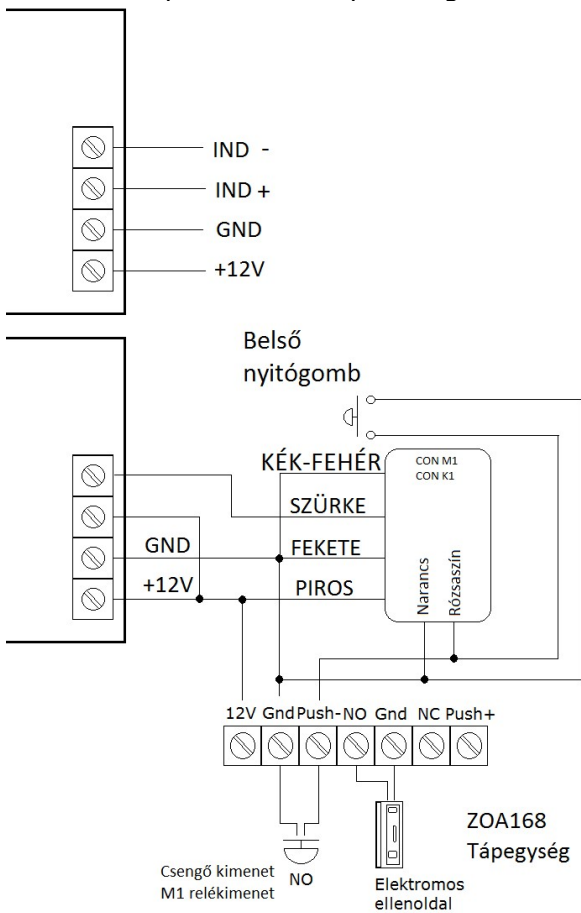 IND -
IND +
GND
+12V
Belső
nyitógomb
KÉK-FEHÉR
CON M1
CON K1
SZÜRKE
GND
FEKETE
+12V
PIROS
Narancs
Rózsaszín
12V Gnd Push- NO Gnd NC Push+
ZOA168
Tápegység
Csengő kimenet
M1 relékimenet
NO
Elektromos
ellenoldal